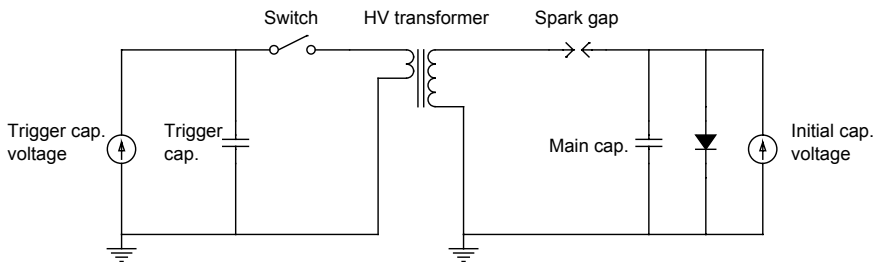 Switch
HV transformer
Spark gap
Trigger cap.
voltage
Trigger
cap.
Main cap.
Initial cap.
voltage